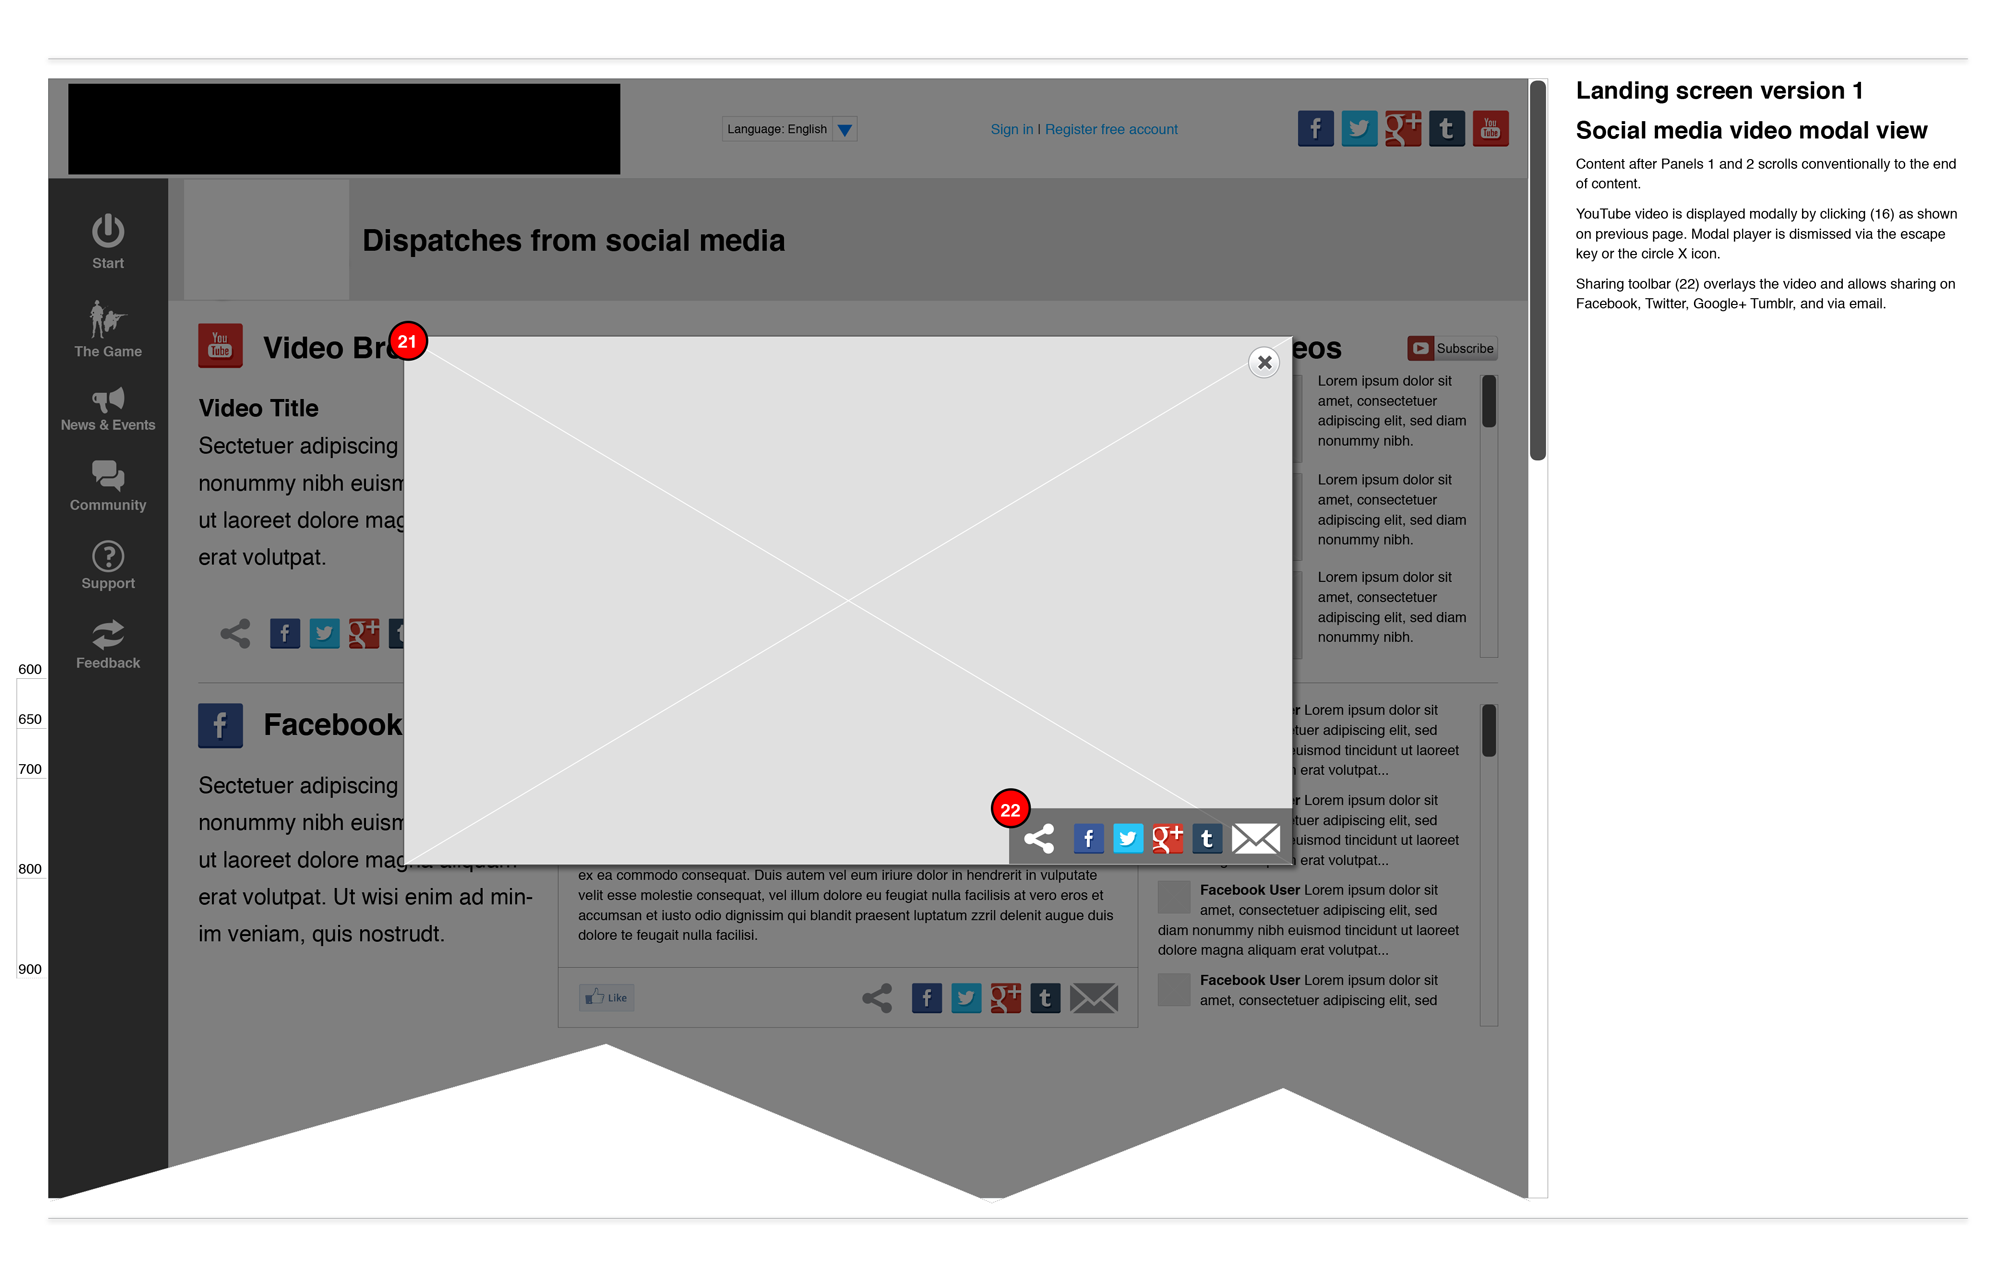 Landing screen version 1
Social media video modal view
Content after Panels 1 and 2 scrolls conventionally to the end
of content.
YouTube video is displayed modally by clicking (16) as shown
on previous page. Modal player is dismissed via the escape
key or the circle X icon.
Sharing toolbar (22) overlays the video and allows sharing on
Facebook, Twitter, Google+ Tumblr, and via email.
Language: English
Sign in | Register free account
f
g+
t
You
Tube
Start
The Game
News & Events
Community
?
Support
Feedback
600
650
700
800
900
Dispatches from social media
You
Tube
Video Bre
21
eos
Subscribe
Video Title
Sectetuer adipiscing
nonummy nibh euism
ut laoreet dolore mag
erat volutpat.
f
g+
t
Lorem ipsum dolor sit
amet, consectetuer
adipiscing elit, sed diam
nonummy nibh.
Lorem ipsum dolor sit
amet, consectetuer
adipiscing elit, sed diam
nonummy nibh.
Lorem ipsum dolor sit
amet, consectetuer
adipiscing elit, sed diam
nonummy nibh.
f
Facebook
Sectetuer adipiscing
nonummy nibh euism
ut laoreet dolore magna aliquam
erat volutpat. Ut wisi enim ad min-
im veniam, quis nostrudt.
22
f
g+
t
ex ea commodo consequat. Duis autem vel eum iriure dolor in hendrerit in vulputate
velit esse molestie consequat, vel illum dolore eu feugiat nulla facilisis at vero eros et
accumsan et iusto odio dignissim qui blandit praesent luptatum zzril delenit augue duis
dolore te feugait nulla facilisi.
Like
f
g+
t
r Lorem ipsum dolor sit
tuer adipiscing elit, sed
euismod tincidunt ut laoreet
erat volutpat...
r Lorem ipsum dolor sit
tuer adipiscing elit, sed
euismod tincidunt ut laoreet
dolore magna aliquam erat volutpat...
Facebook User Lorem ipsum dolor sit
amet, consectetuer adipiscing elit, sed
diam nonummy nibh euismod tincidunt ut laoreet
dolore magna aliquam erat volutpat...
Facebook User Lorem ipsum dolor sit
amet, consectetuer adipiscing elit, sed